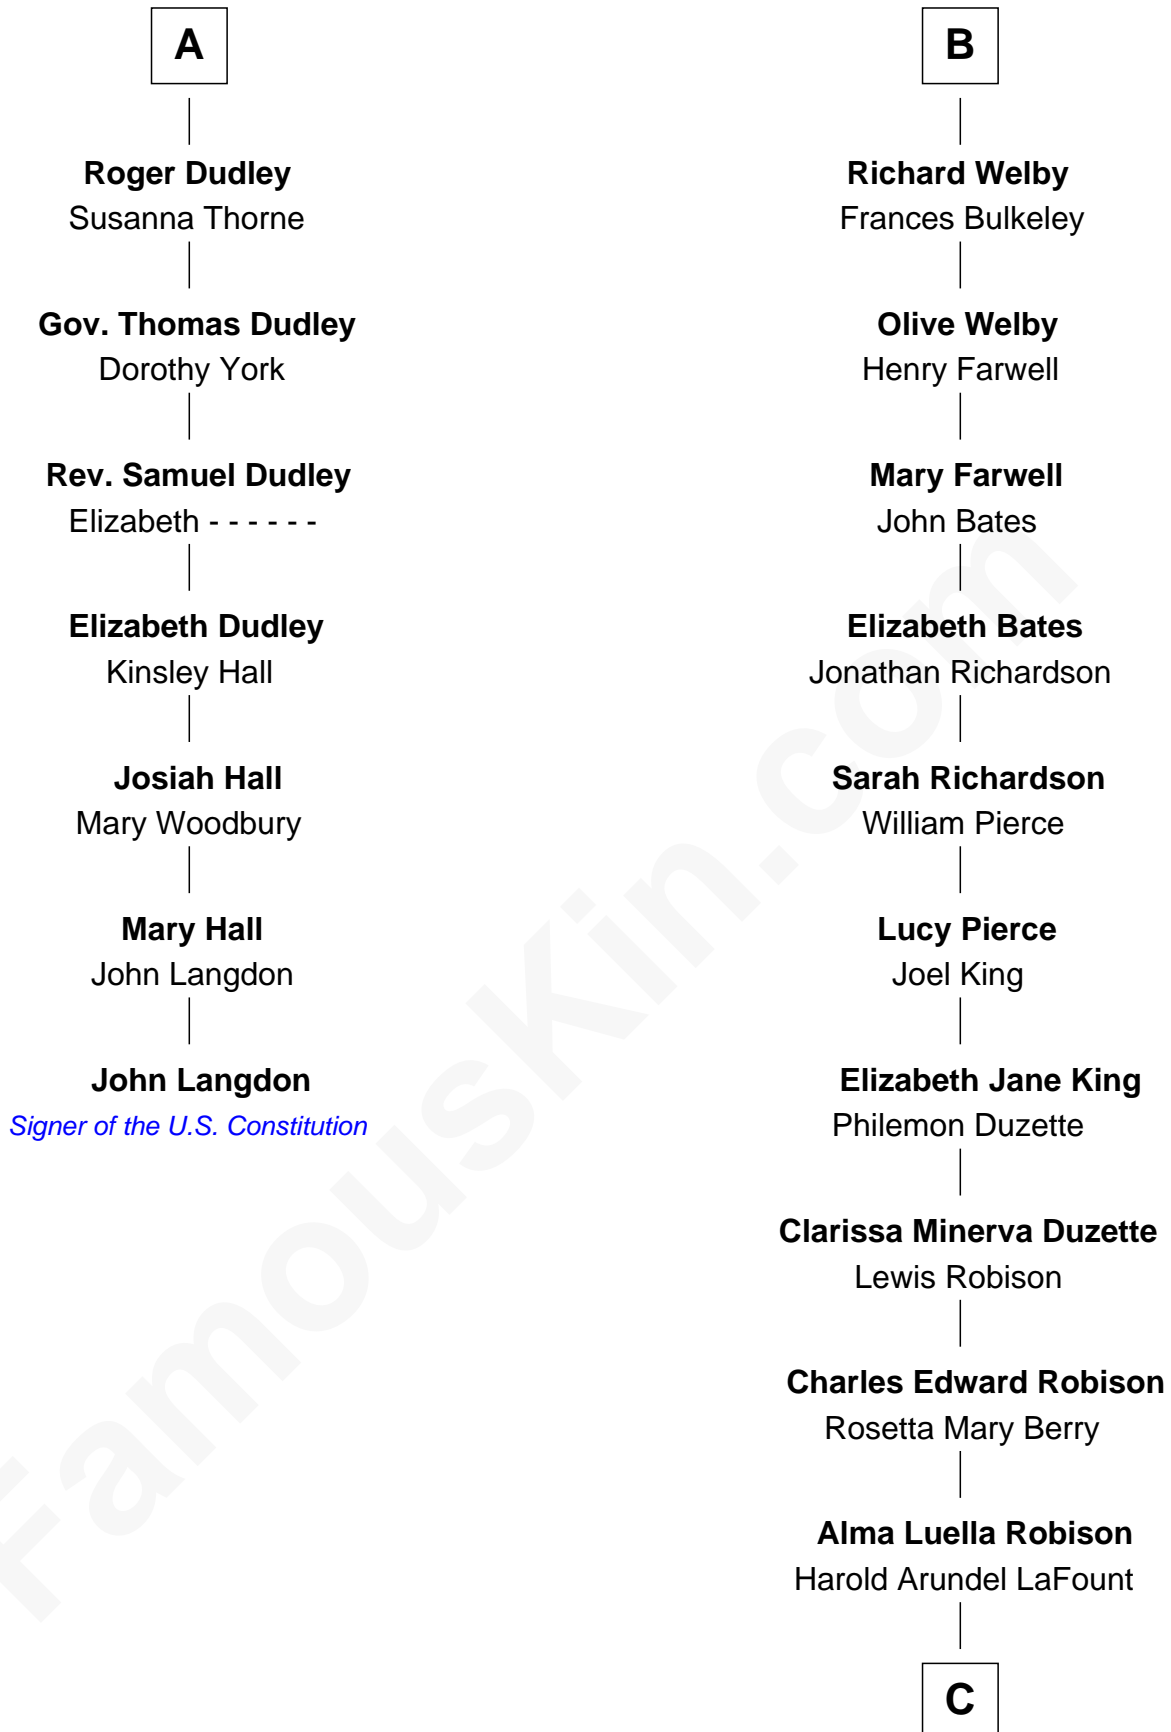 A
Roger Dudley
Susanna Thorne
Gov. Thomas Dudley
Dorothy York
Rev. Samuel Dudley
Elizabeth - - - - - -
Elizabeth Dudley
Kinsley Hall
Josiah Hall
Mary Woodbury
Mary Hall
John Langdon
John Langdon
Signer of the U.S. Constitution
B
Richard Welby
Frances Bulkeley
Olive Welby
Henry Farwell
Mary Farwell
John Bates
Elizabeth Bates
Jonathan Richardson
Sarah Richardson
William Pierce
Lucy Pierce
Joel King
Elizabeth Jane King
Philemon Duzette
Clarissa Minerva Duzette
Lewis Robison
Charles Edward Robison
Rosetta Mary Berry
Alma Luella Robison
Harold Arundel LaFount
C
FamousKin.com